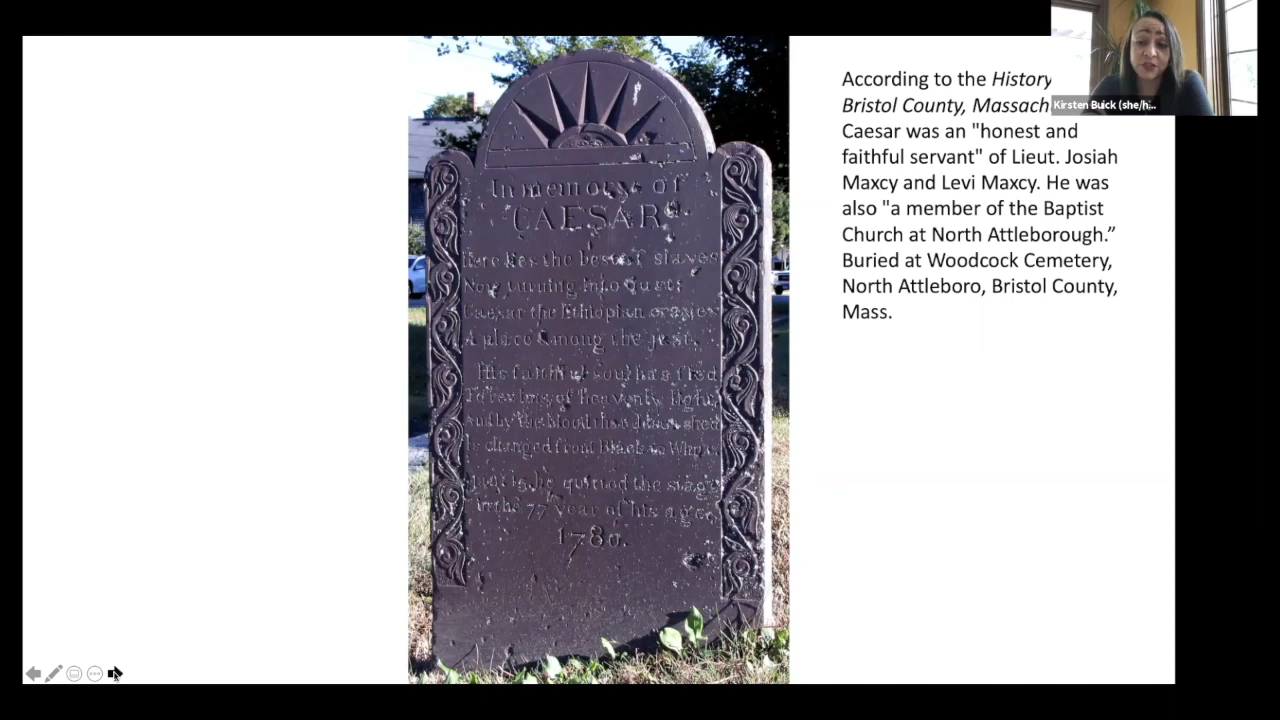 In memory of
CAESAR
Here lies the best of slaves
Now turning into dust;
Caesar the Ethiopian craves
A place among the just.
His faithful soul has fled
To realms of heavenly light,
And by the blood that Jesus shed
Is changed from Black to White.
he quitted the stage
in the 77 year of his age.
1780.
According to the History
Bristol County, Massach
Caesar was an "honest and
faithful servant" of Lieut. Josiah
Maxcy and Levi Maxcy. He was
also "a member of the Baptist
Church at North Attleborough.”
Buried at Woodcock Cemetery,
North Attleboro, Bristol County,
Mass.
Kirsten Buick (she/h...